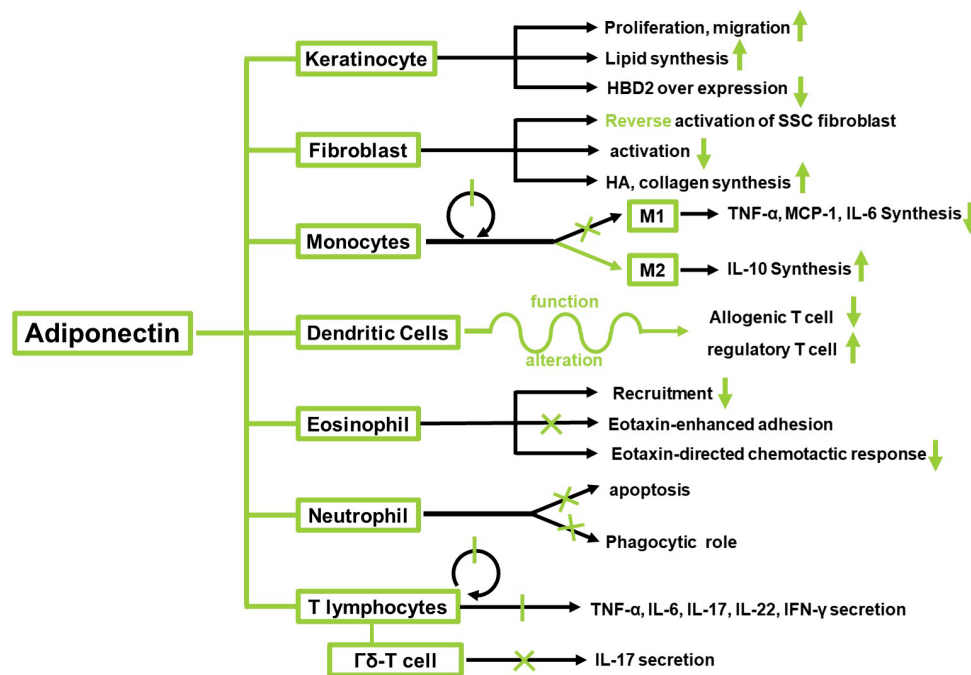 Keratinocyte
Proliferation, migration
Lipid synthesis
HBD2 over expression
Fibroblast
Reverse activation of SSC fibroblast
activation
HA, collagen synthesis
Monocytes
M1
TNF-α, MCP-1, IL-6 Synthesis
M2
IL-10 Synthesis
Adiponectin
Dendritic Cells
function
alteration
Allogenic T cell
regulatory T cell
Eosinophil
Recruitment
Eotaxin-enhanced adhesion
Eotaxin-directed chemotactic response
Neutrophil
apoptosis
Phagocytic role
T lymphocytes
TNF-α, IL-6, IL-17, IL-22, IFN-γ secretion
Γδ-T cell
IL-17 secretion